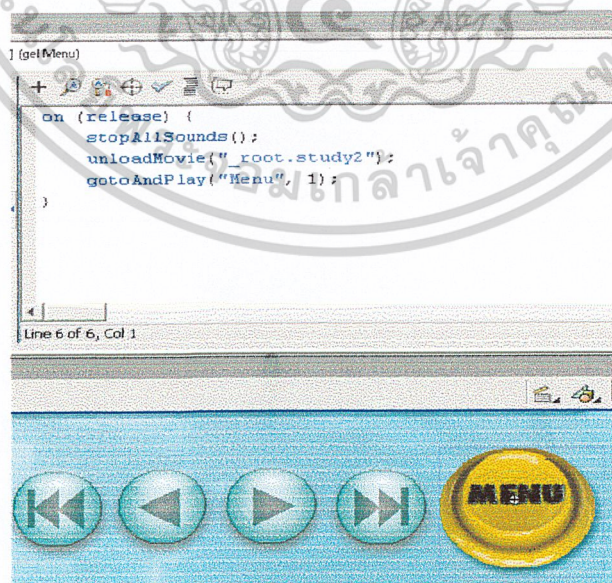 ] (gel Menu)
on (release) {
stopAllSounds();
unloadMovie("_root.study2");
gotoAndPlay("Menu", 1);
}
Line 6 of 6, Col 1
MENU